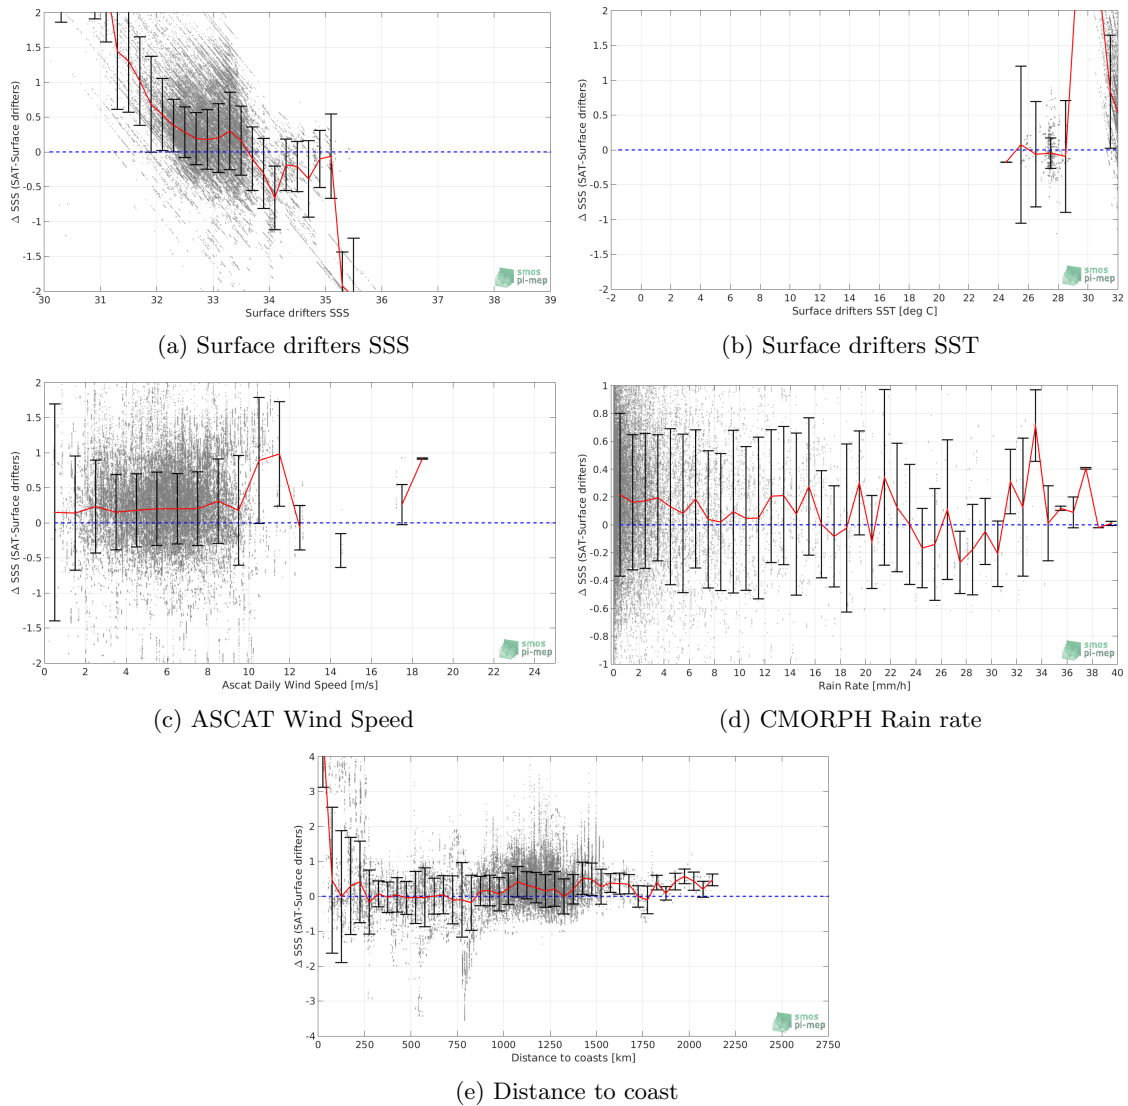 2
1.5
1
0.5
0
-0.5
-1
-1.5
-2
Δ SSS (SAT-Surface drifters)
30 31 32 33 34 35 36 37 38 39
Surface drifters SSS
smos
pi-mep
(a) Surface drifters SSS
2
1.5
1
0.5
0
-0.5
-1
-1.5
-2
Δ SSS (SAT-Surface drifters)
-2 0 2 4 6 8 10 12 14 16 18 20 22 24 26 28 30 32
Surface drifters SST [deg C]
smos
pi-mep
(b) Surface drifters SST
2
1.5
1
0.5
0
-0.5
-1
-1.5
-2
Δ SSS (SAT-Surface drifters)
0 2 4 6 8 10 12 14 16 18 20 22 24
Ascat Daily Wind Speed [m/s]
smos
pi-mep
(c) ASCAT Wind Speed
1
0.8
0.6
0.4
0.2
0
-0.2
-0.4
-0.6
-0.8
-1
Δ SSS (SAT-Surface drifters)
0 2 4 6 8 10 12 14 16 18 20 22 24 26 28 30 32 34 36 38 40
Rain Rate [mm/h]
smos
pi-mep
(d) CMORPH Rain rate
4
3
2
1
0
-1
-2
-3
-4
Δ SSS (SAT-Surface drifters)
0 250 500 750 1000 1250 1500 1750 2000 2250 2500 2750
Distance to coasts [km]
smos
pi-mep
(e) Distance to coast